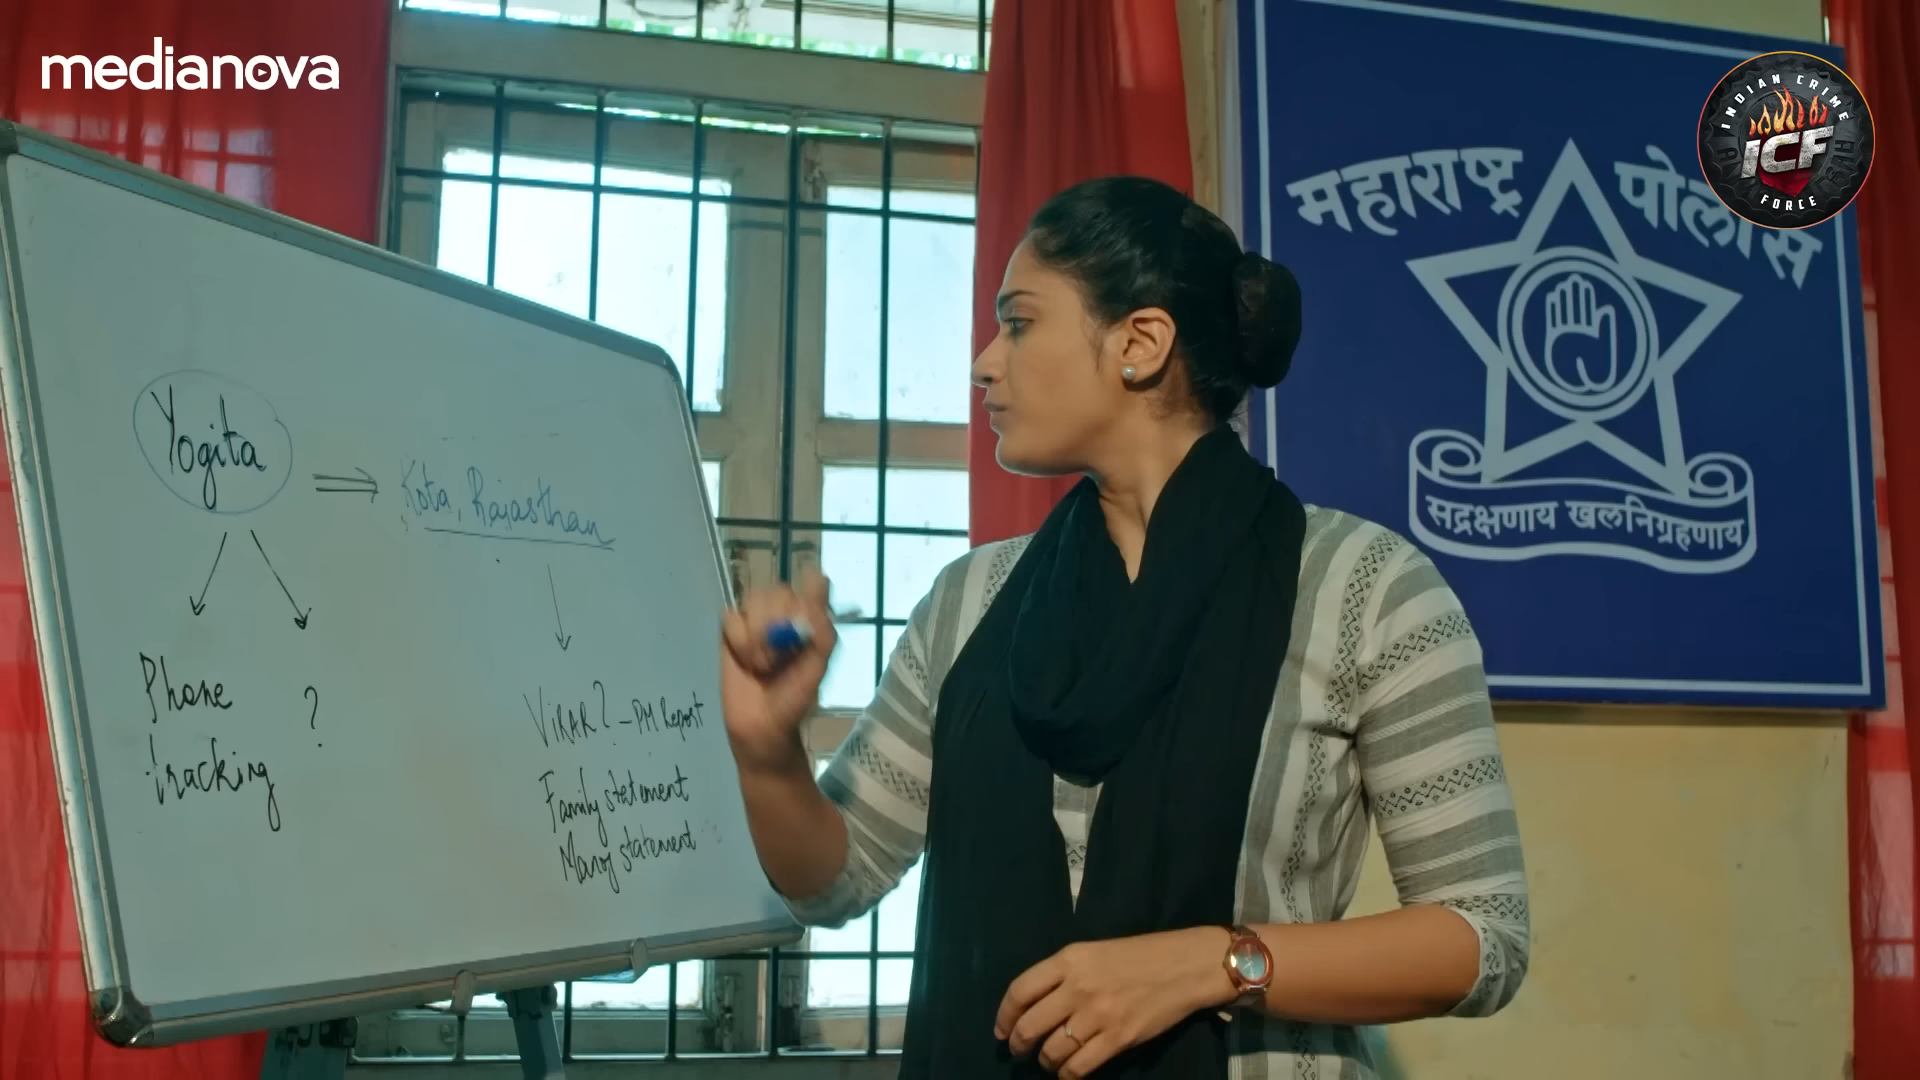 medianova
INDIAN CRIME
ICF
FORCE
महाराष्ट्र पोलीस
सद्रक्षणाय खलनिग्रहणाय
Yogita
Kota, Rajasthan
Phone
tracking
?
VIRAR? - PM Report
Family statement
Manoj statement